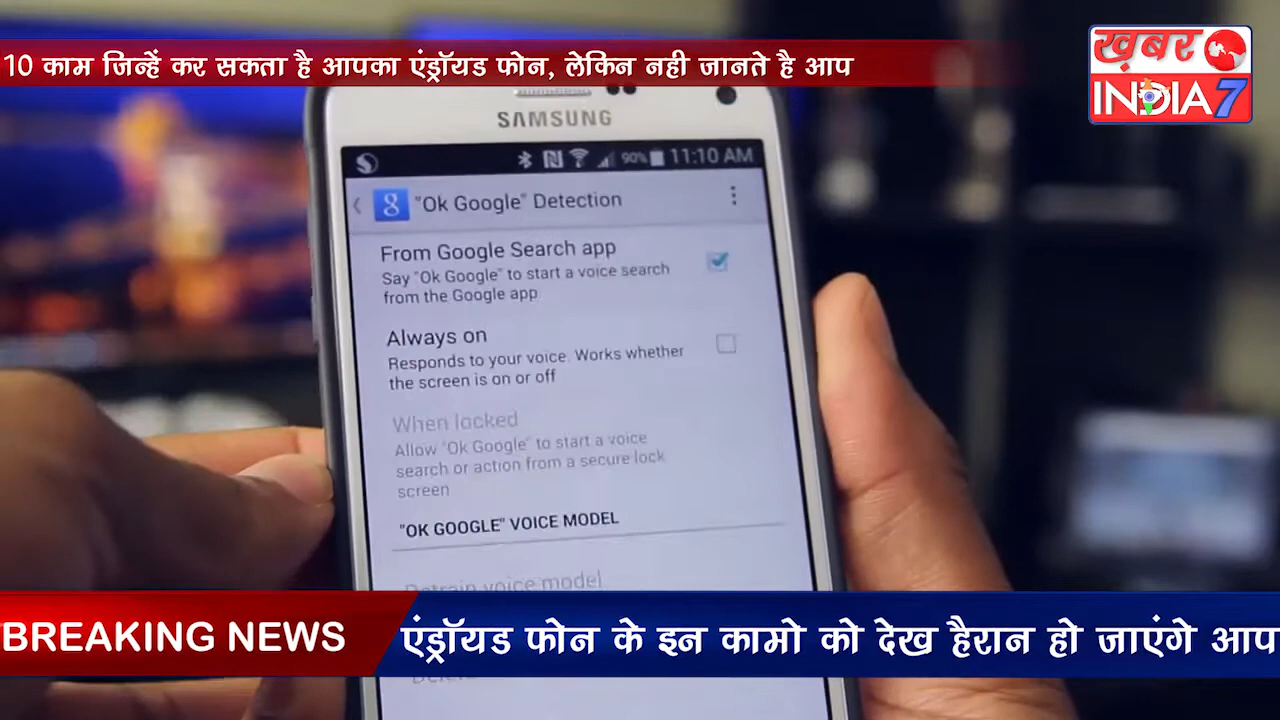 10 काम जिन्हें कर सकता है आपका एंड्रॉयड फोन, लेकिन नही जानते है आप
ख़बर
INDIA 7
SAMSUNG
90% 11:10 AM
"Ok Google" Detection
From Google Search app
Say "Ok Google" to start a voice search
from the Google app
Always on
Responds to your voice. Works whether
the screen is on or off
When locked
Allow "Ok Google" to start a voice
search or action from a secure lock
screen
"OK GOOGLE" VOICE MODEL
Retrain voice model
BREAKING NEWS
एंड्रॉयड फोन के इन कामो को देख हैरान हो जाएंगे आप